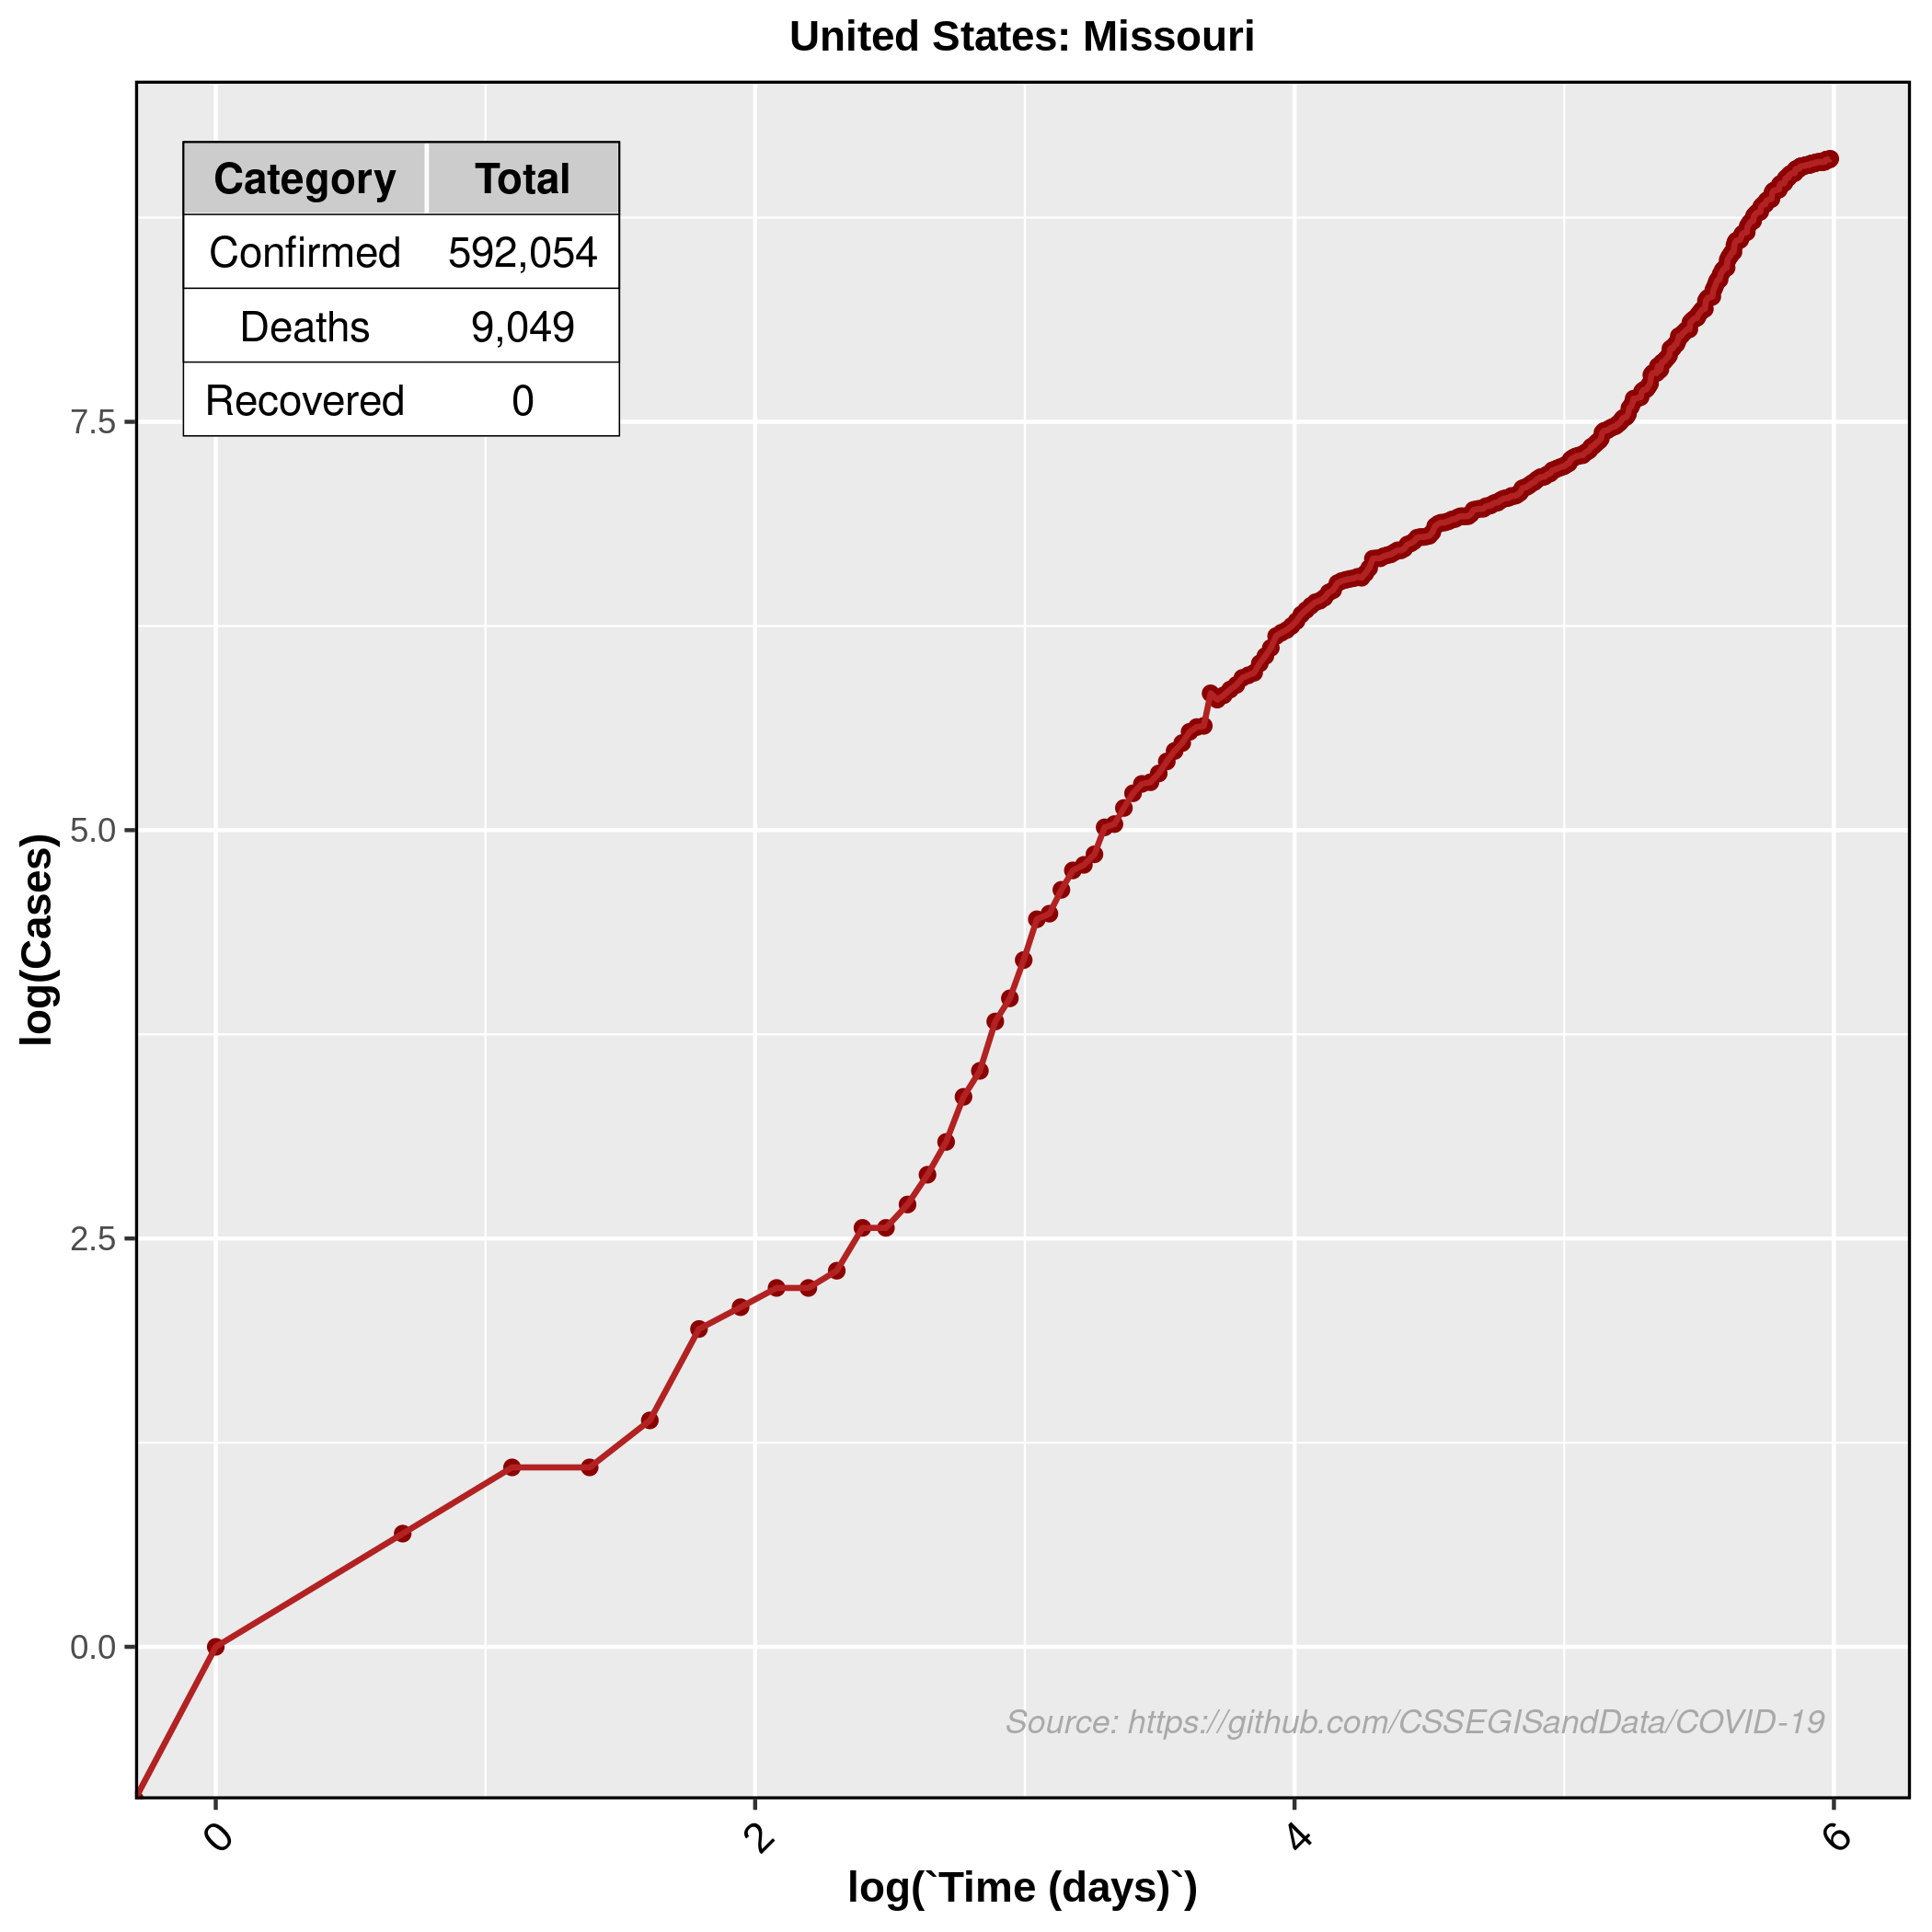 United States: Missouri
Category Total
Confirmed 592,054
Deaths 9,049
Recovered 0
7.5
5.0
2.5
0.0
log(Cases)
Source: https://github.com/CSSEGISandData/COVID-19
0 2 4 6
log(`Time (days)`)